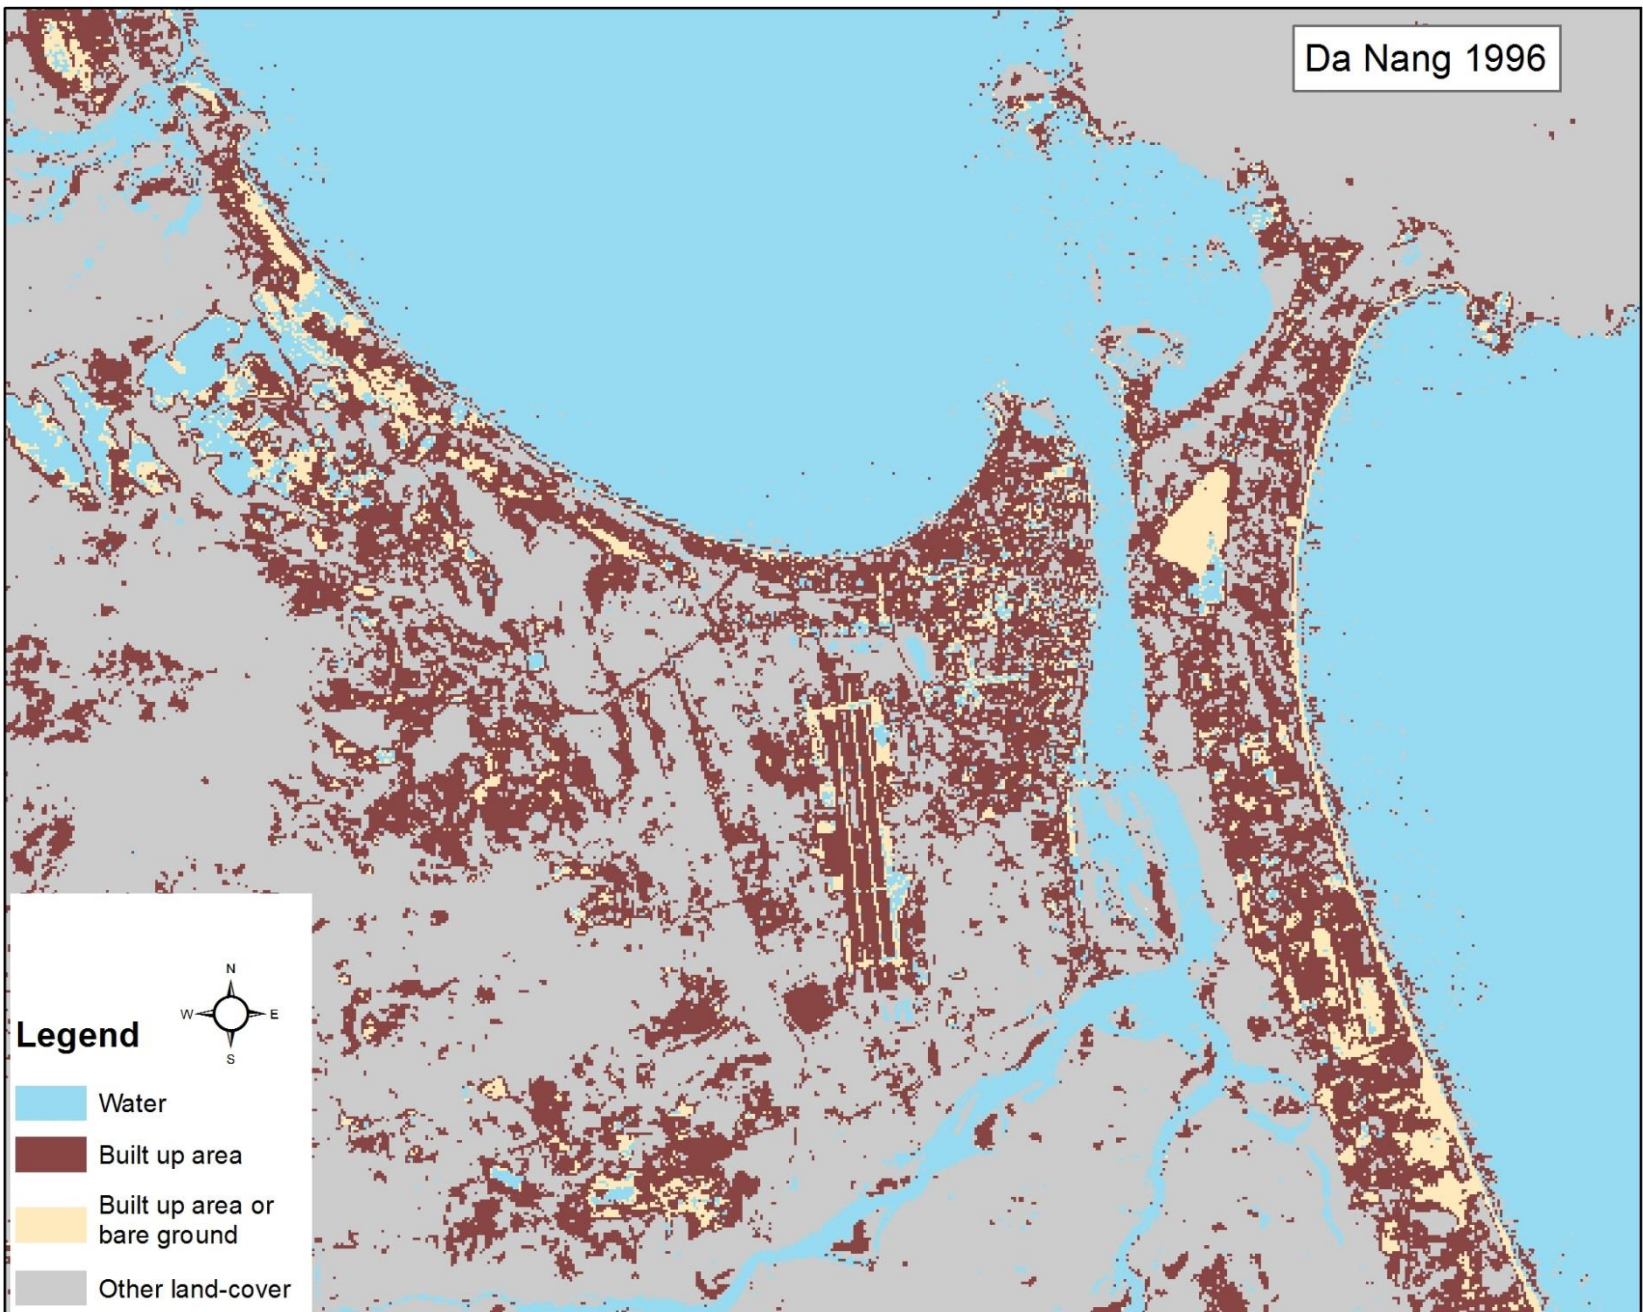 Da Nang 1996
N
W E
S
Legend
Water
Built up area
Built up area or
bare ground
Other land-cover